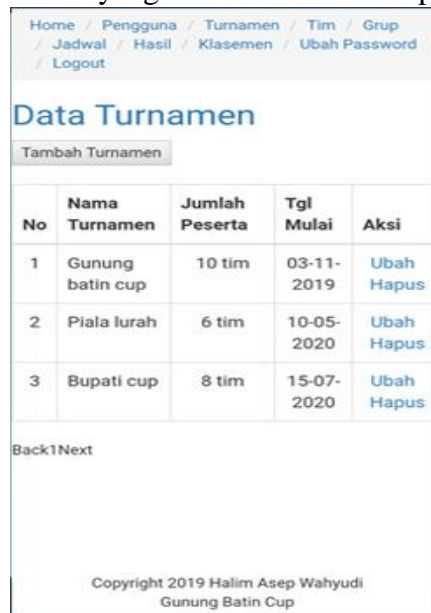 Home / Pengguna / Turnamen / Tim / Grup
/ Jadwal / Hasil / Klasemen / Ubah Password
/ Logout
Data Turnamen
Tambah Turnamen
No Nama Turnamen Jumlah Peserta Tgl Mulai Aksi
1 Gunung batin cup 10 tim 03-11-2019 Ubah Hapus
2 Piala lurah 6 tim 10-05-2020 Ubah Hapus
3 Bupati cup 8 tim 15-07-2020 Ubah Hapus
Back1Next
Copyright 2019 Halim Asep Wahyudi
Gunung Batin Cup